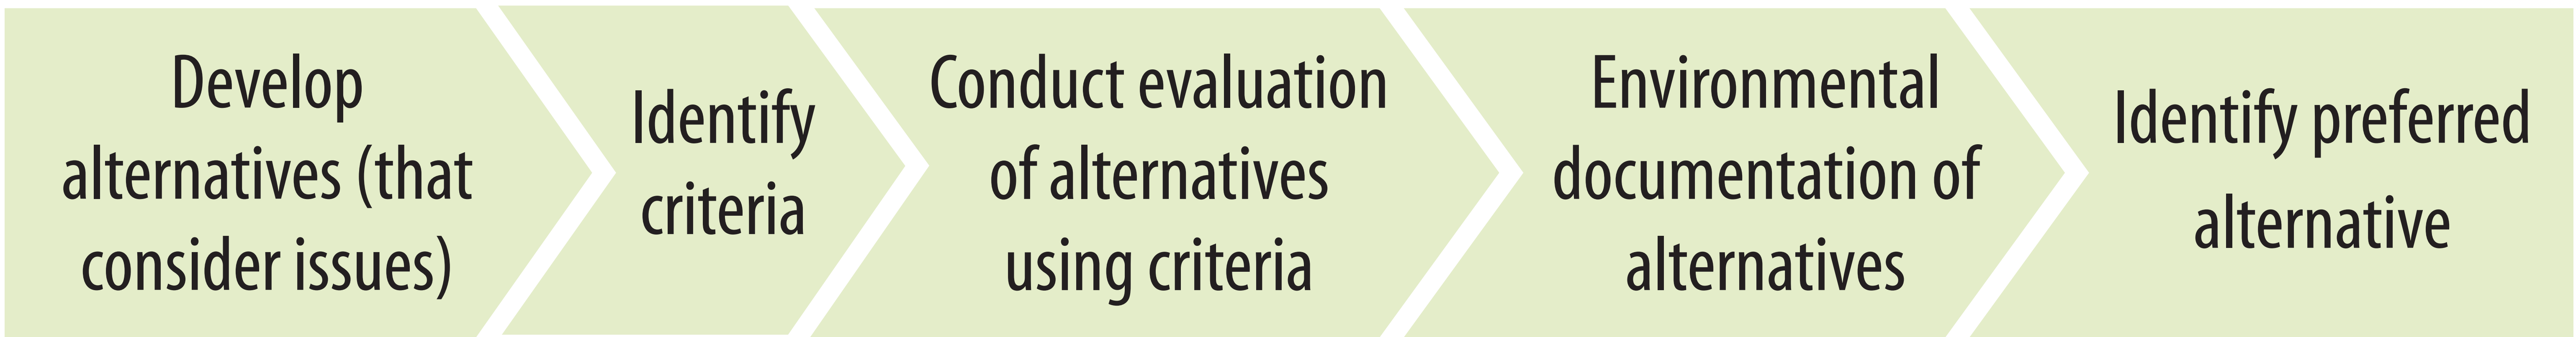 Develop
alternatives (that
consider issues)
Identify
criteria
Conduct evaluation
of alternatives
using criteria
Environmental
documentation of
alternatives
Identify preferred
alternative